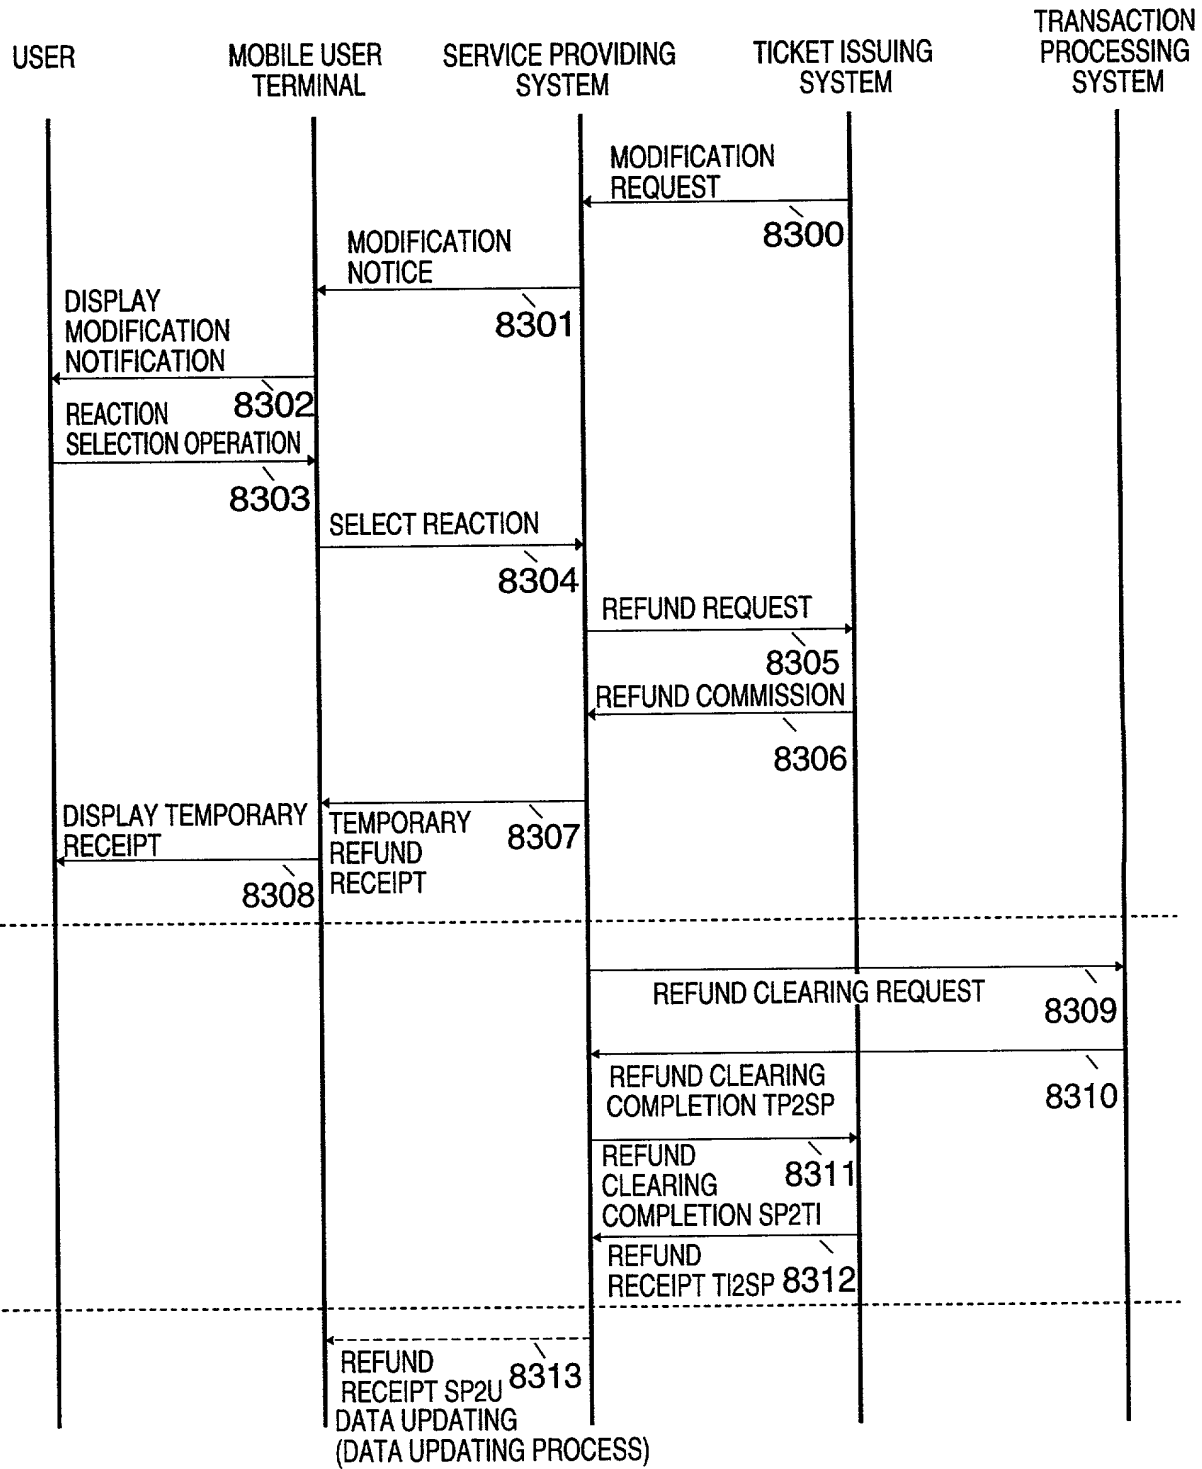 USER
MOBILE USER
TERMINAL
SERVICE PROVIDING
SYSTEM
TICKET ISSUING
SYSTEM
TRANSACTION
PROCESSING
SYSTEM
MODIFICATION
REQUEST
8300
MODIFICATION
NOTICE
8301
DISPLAY
MODIFICATION
NOTIFICATION
8302
REACTION
SELECTION OPERATION
8303
SELECT REACTION
8304
REFUND REQUEST
8305
REFUND COMMISSION
8306
TEMPORARY
REFUND
RECEIPT
8307
DISPLAY TEMPORARY
RECEIPT
8308
REFUND CLEARING REQUEST
8309
REFUND CLEARING
COMPLETION TP2SP
8310
REFUND
CLEARING
COMPLETION SP2TI
8311
REFUND
RECEIPT TI2SP
8312
REFUND
RECEIPT SP2U
8313
DATA UPDATING
(DATA UPDATING PROCESS)